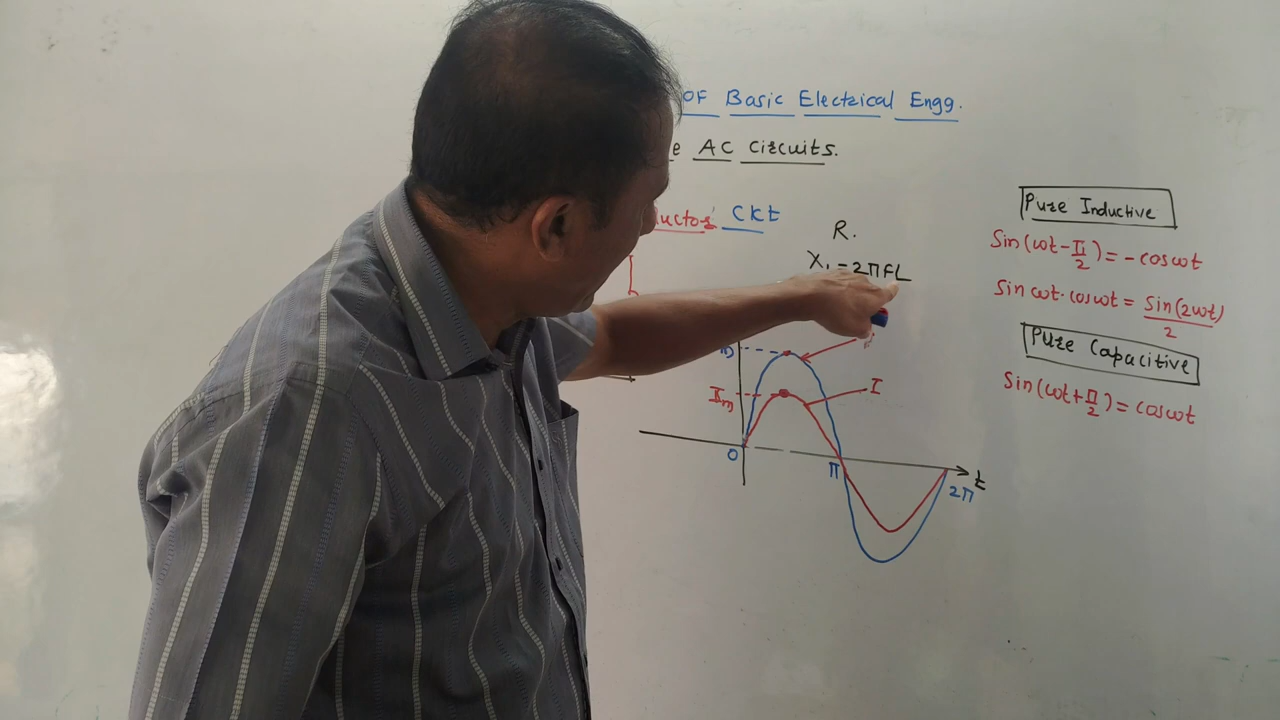 OF Basic Electrical Engg.
AC Circuits.
Ckt
R.
= 2πFL
Im
I
0
π
2π
t
Pure Inductive
Sin(ωt-π/2) = -cosωt
Sin ωt·cosωt = Sin(2ωt)/2
Pure Capacitive
Sin(ωt+π/2) = cosωt